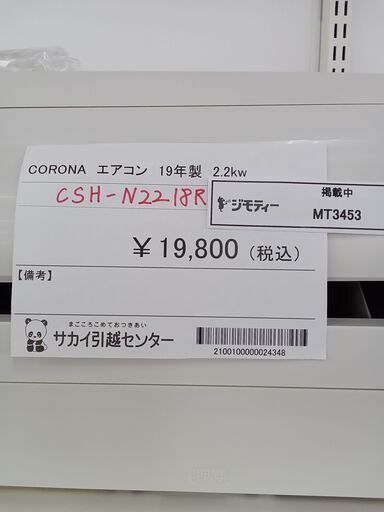 CORONA エアコン 19年製 2.2kw
CSH-N2218R
掲載中
ジモティー
MT3453
￥19,800（税込）
【備考】
まごころこめておつきあい
サカイ引越センター
2100100000024348